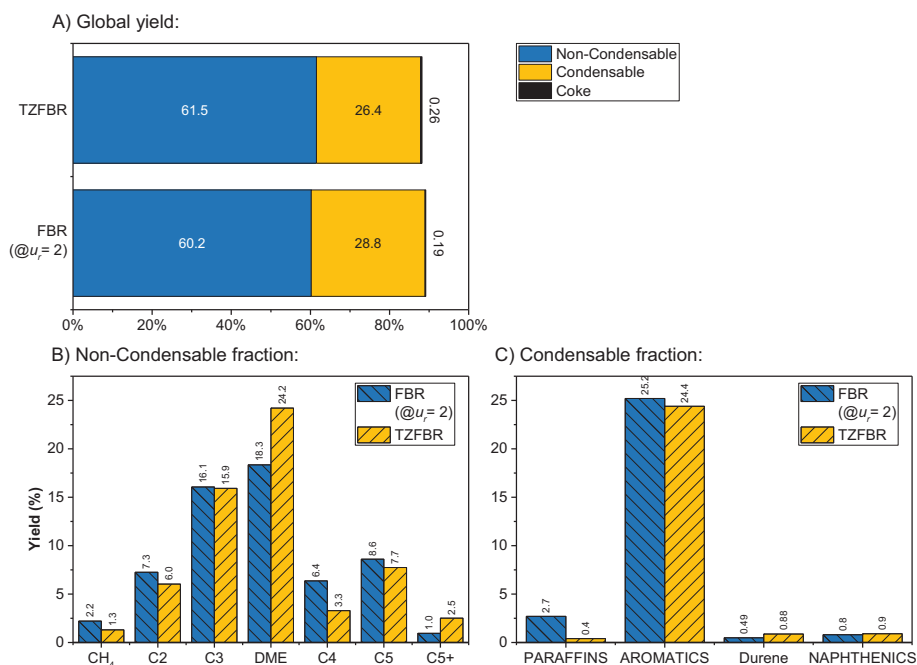 A) Global yield:
Non-Condensable
Condensable
Coke
TZFBR
61.5
26.4
0.26
FBR
(@uᵣ= 2)
60.2
28.8
0.19
0%
20%
40%
60%
80%
100%
B) Non-Condensable fraction:
Yield (%)
25
20
15
10
5
0
FBR
(@uᵣ= 2)
TZFBR
2.2
1.3
7.3
6.0
16.1
15.9
18.3
24.2
6.4
3.3
8.6
7.7
1.0
2.5
CH₄
C2
C3
DME
C4
C5
C5+
C) Condensable fraction:
25
20
15
10
5
0
FBR
(@uᵣ= 2)
TZFBR
2.7
0.4
25.2
24.4
0.49
0.88
0.8
0.9
PARAFFINS
AROMATICS
Durene
NAPHTHENICS